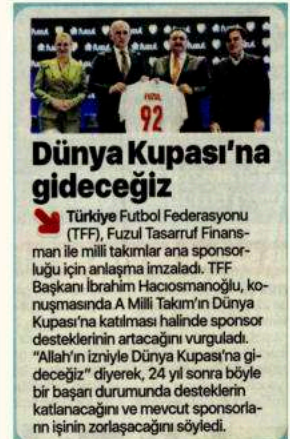 FUZUL
92
Dünya Kupası'na
gideceğiz
Türkiye Futbol Federasyonu
(TFF), Fuzul Tasarruf Finans-
man ile milli takımlar ana sponsor-
luğu için anlaşma imzaladı. TFF
Başkanı İbrahim Hacıosmanoğlu, ko-
nuşmasında A Milli Takım'ın Dünya
Kupası'na katılması halinde sponsor
desteklerinin artacağını vurguladı.
"Allah'ın izniyle Dünya Kupası'na gi-
deceğiz" diyerek, 24 yıl sonra böyle
bir başarı durumunda desteklerin
katlanacağını ve mevcut sponsorla-
rın işinin zorlaşacağını söyledi.